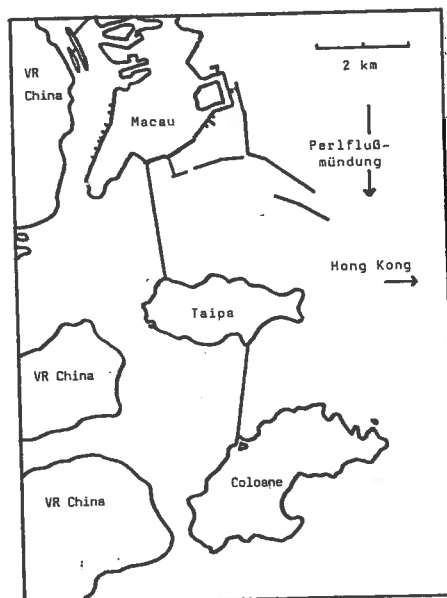 VR
China
2 km
Macau
Perlfluß-
mündung
Hong Kong
Taipa
VR China
Coloane
VR China